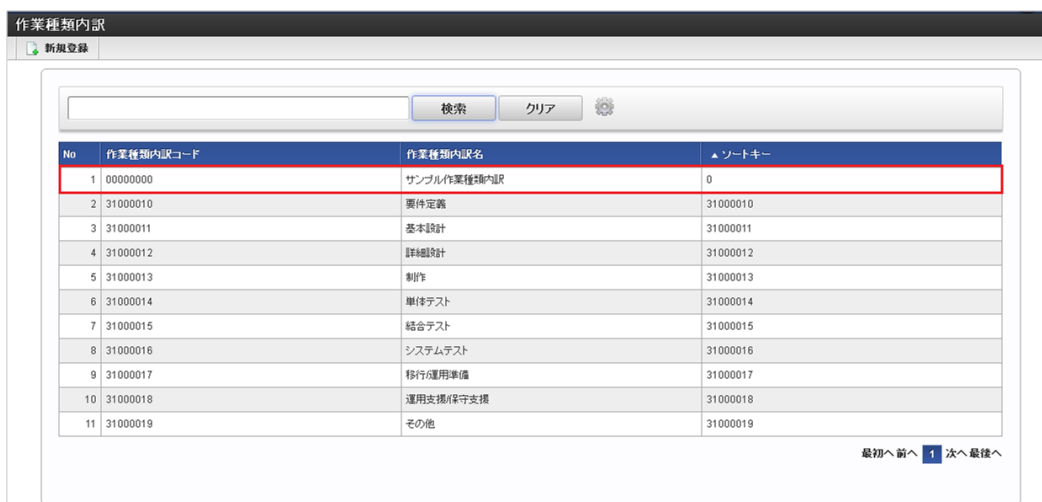 作業種類内訳
新規登録
検索 クリア
No 作業種類内訳コード 作業種類内訳名 ▲ソートキー
1 00000000 サンプル作業種類内訳 0
2 31000010 要件定義 31000010
3 31000011 基本設計 31000011
4 31000012 詳細設計 31000012
5 31000013 制作 31000013
6 31000014 単体テスト 31000014
7 31000015 結合テスト 31000015
8 31000016 システムテスト 31000016
9 31000017 移行/運用準備 31000017
10 31000018 運用支援/保守支援 31000018
11 31000019 その他 31000019
最初へ 前へ 1 次へ 最後へ